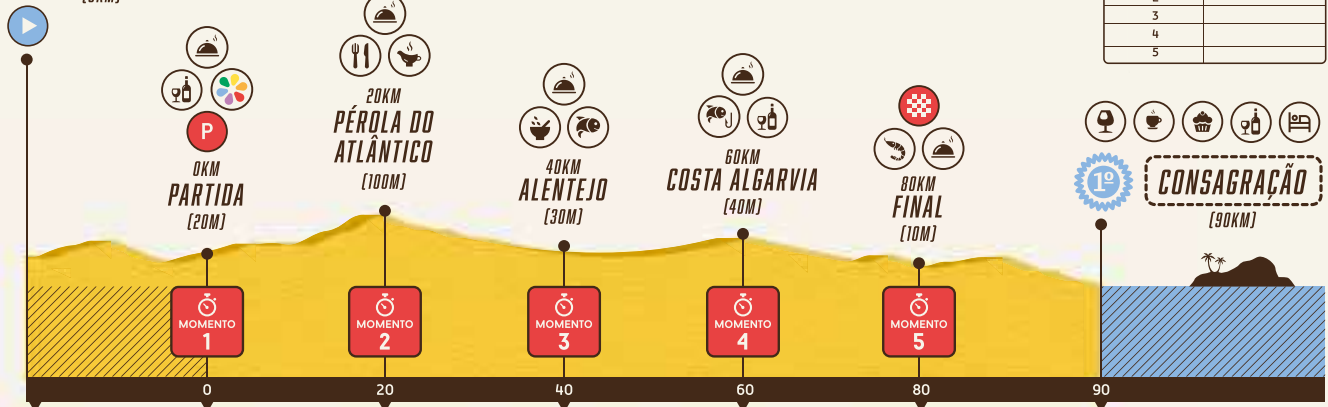 2
3
4
5
P
0KM
PARTIDA
(20M)
20KM
PÉROLA DO
ATLÂNTICO
(100M)
40KM
ALENTEJO
(30M)
60KM
COSTA ALGARVIA
(40M)
80KM
FINAL
(10M)
1º
CONSAGRAÇÃO
(90KM)
MOMENTO
1
MOMENTO
2
MOMENTO
3
MOMENTO
4
MOMENTO
5
0 20 40 60 80 90